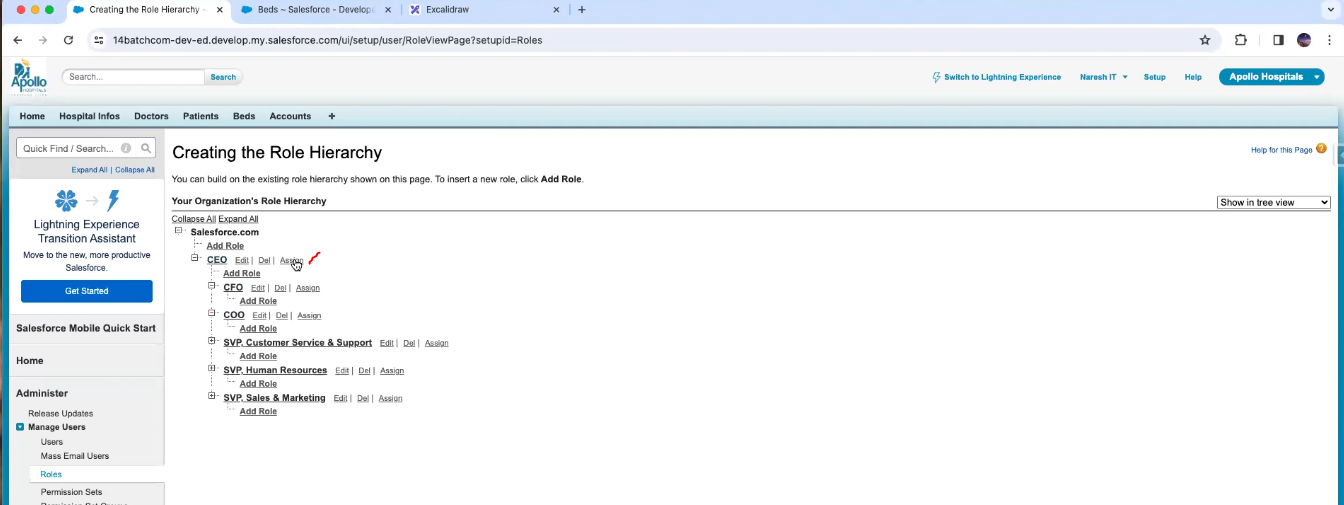 Creating the Role Hierarchy -
Beds ~ Salesforce - Develope
Excalidraw
14batchcom-dev-ed.develop.my.salesforce.com/ui/setup/user/RoleViewPage?setupid=Roles
Apollo
HOSPITALS
Search...
Search
Switch to Lightning Experience
Naresh IT
Setup
Help
Apollo Hospitals
Home Hospital Infos Doctors Patients Beds Accounts +
Quick Find / Search...
Expand All | Collapse All
Lightning Experience
Transition Assistant
Move to the new, more productive
Salesforce.
Get Started
Salesforce Mobile Quick Start
Home
Administer
Release Updates
Manage Users
Users
Mass Email Users
Roles
Permission Sets
Creating the Role Hierarchy
Help for this Page ?
You can build on the existing role hierarchy shown on this page. To insert a new role, click Add Role.
Your Organization's Role Hierarchy
Show in tree view
Collapse All Expand All
Salesforce.com
Add Role
CEO Edit | Del | Assign
Add Role
CFO Edit | Del | Assign
Add Role
COO Edit | Del | Assign
Add Role
SVP, Customer Service & Support Edit | Del | Assign
Add Role
SVP, Human Resources Edit | Del | Assign
Add Role
SVP, Sales & Marketing Edit | Del | Assign
Add Role